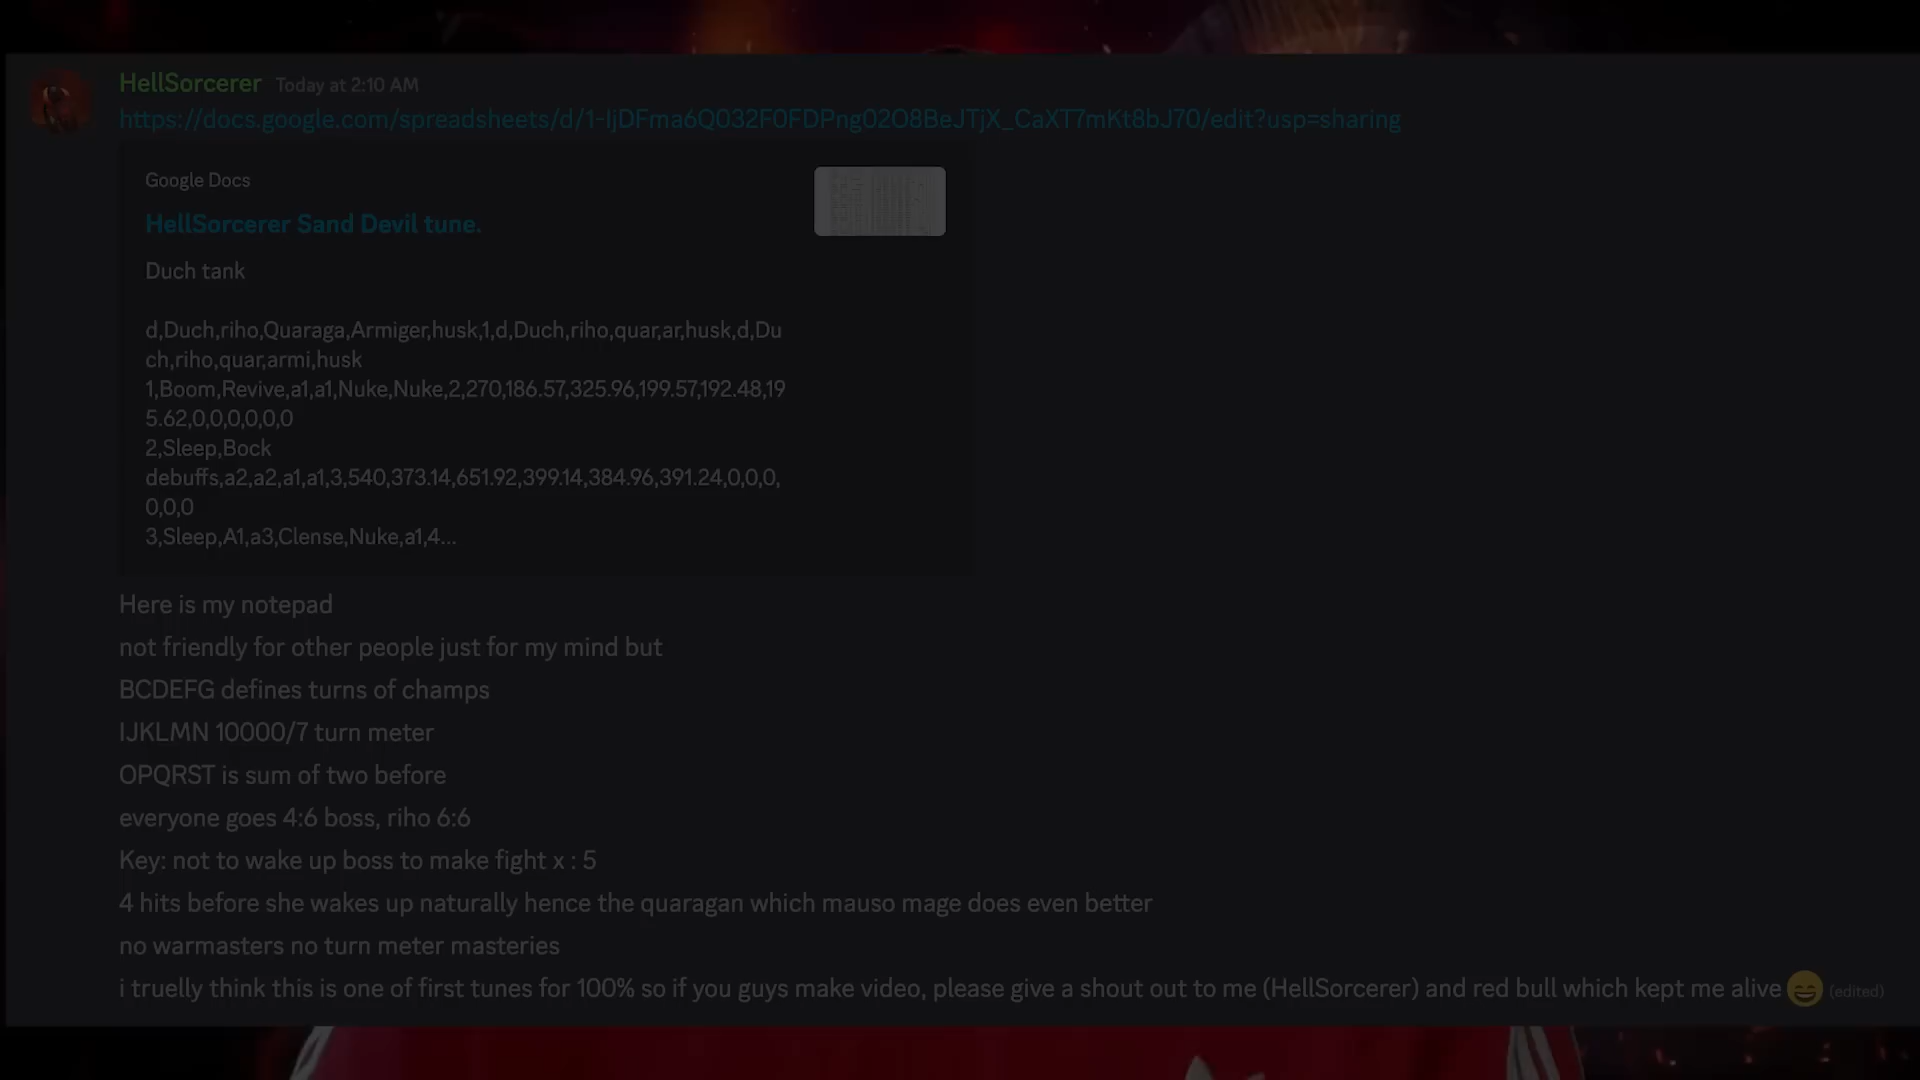 HellSorcerer Today at 2:10 AM
https://docs.google.com/spreadsheets/d/1-IjDFma6Q032F0FDPng02O8BeJTjX_CaXT7mKt8bJ70/edit?usp=sharing
Google Docs
HellSorcerer Sand Devil tune.
Duch tank
d,Duch,riho,Quaraga,Armiger,husk,1,d,Duch,riho,quar,ar,husk,d,Du
ch,riho,quar,armi,husk
1,Boom,Revive,a1,a1,Nuke,Nuke,2,270,186.57,325.96,199.57,192.48,19
5.62,0,0,0,0,0,0
2,Sleep,Bock
debuffs,a2,a2,a1,a1,3,540,373.14,651.92,399.14,384.96,391.24,0,0,0,
0,0,0
3,Sleep,A1,a3,Clense,Nuke,a1,4...
Here is my notepad
not friendly for other people just for my mind but
BCDEFG defines turns of champs
IJKLMN 10000/7 turn meter
OPQRST is sum of two before
everyone goes 4:6 boss, riho 6:6
Key: not to wake up boss to make fight x : 5
4 hits before she wakes up naturally hence the quaragan which mauso mage does even better
no warmasters no turn meter masteries
i truelly think this is one of first tunes for 100% so if you guys make video, please give a shout out to me (HellSorcerer) and red bull which kept me alive 😄 (edited)